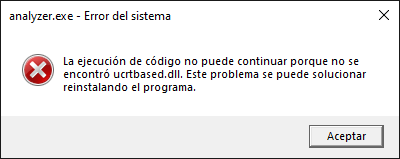 analyzer.exe - Error del sistema
La ejecución de código no puede continuar porque no se
encontró ucrtbased.dll. Este problema se puede solucionar
reinstalando el programa.
Aceptar